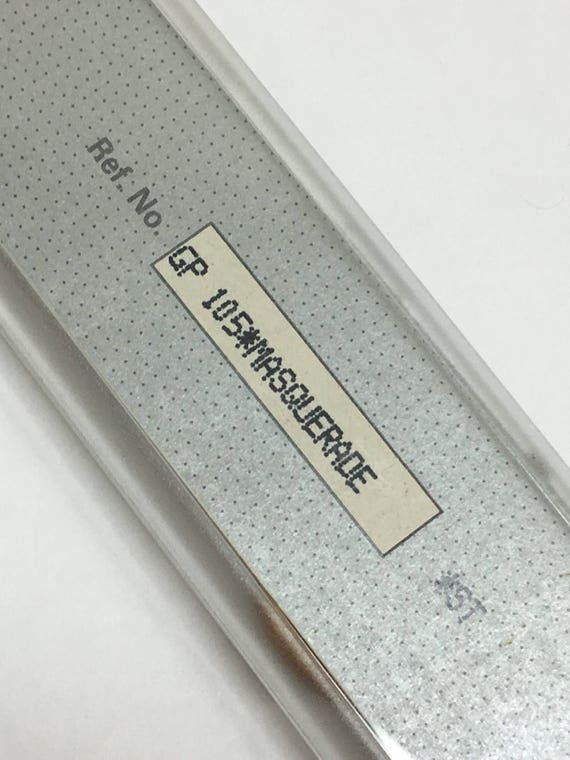 Ref. No.
GP 105*MASQUERADE
*ST